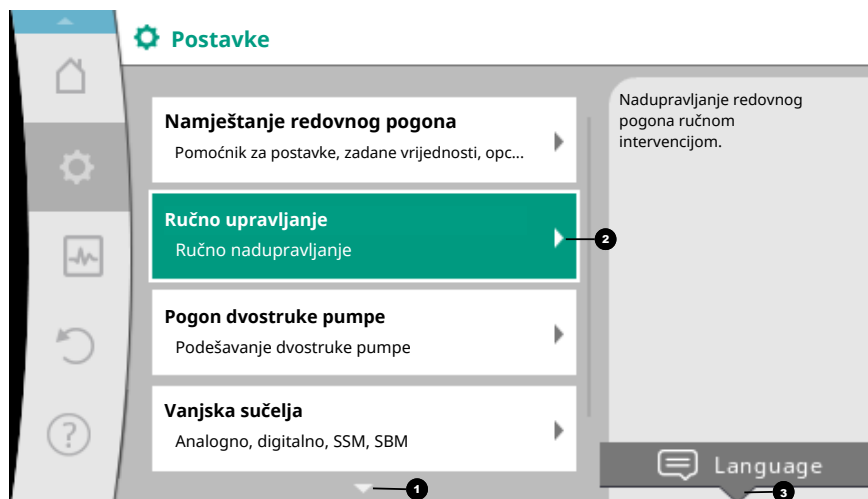 Postavke
Namještanje redovnog pogona
Pomoćnik za postavke, zadane vrijednosti, opc...
Ručno upravljanje
Ručno nadupravljanje
2
Pogon dvostruke pumpe
Podešavanje dvostruke pumpe
Vanjska sučelja
Analogno, digitalno, SSM, SBM
1
Nadupravljanje redovnog
pogona ručnom
intervencijom.
Language
3
?